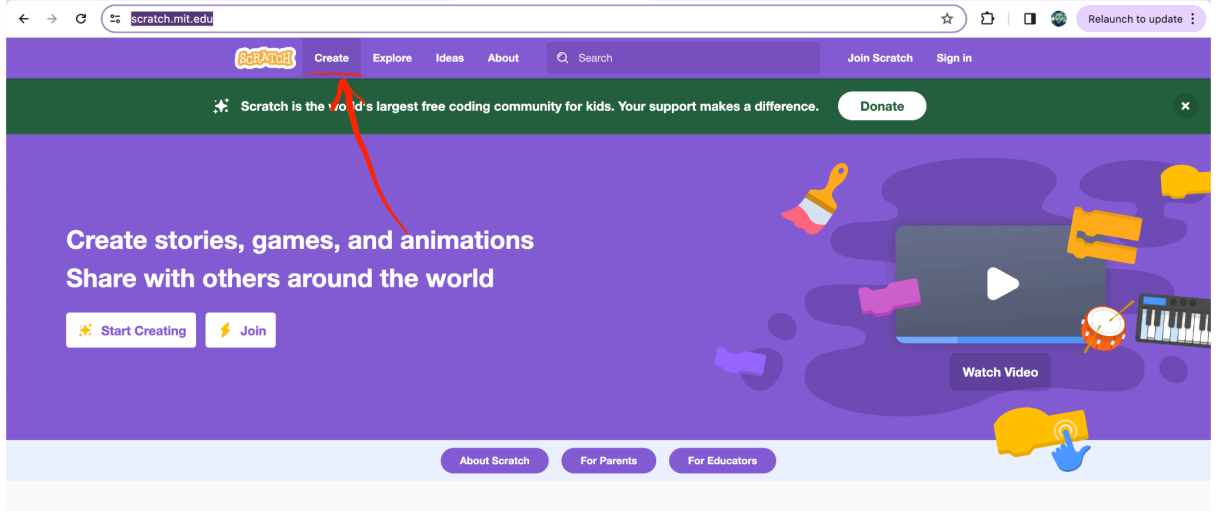 scratch.mit.edu
Relaunch to update
SCRATCH Create Explore Ideas About Search Join Scratch Sign in
Scratch is the world's largest free coding community for kids. Your support makes a difference. Donate
Create stories, games, and animations
Share with others around the world
Start Creating Join
Watch Video
About Scratch For Parents For Educators